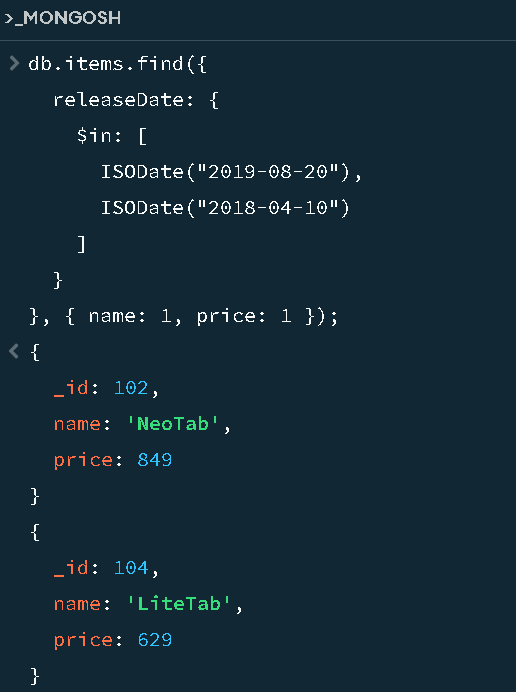 >_MONGOSH
> db.items.find({
releaseDate: {
$in: [
ISODate("2019-08-20"),
ISODate("2018-04-10")
]
}
}, { name: 1, price: 1 });
< {
_id: 102,
name: 'NeoTab',
price: 849
}
{
_id: 104,
name: 'LiteTab',
price: 629
}